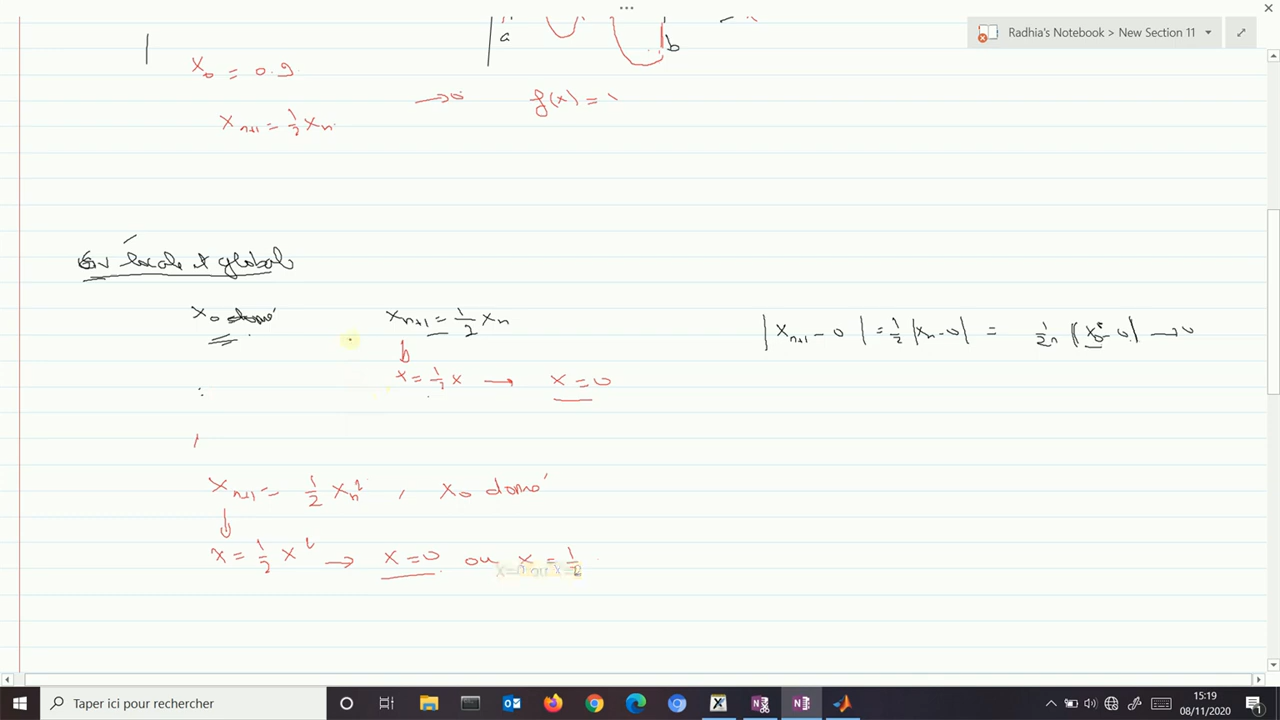 Radhia's Notebook > New Section 11
a
b
x₀ = 0.9
→ 0
f(x) =
xₙ₊₁ = 1/2 xₙ
locale et global
x₀ donné
xₙ₊₁ = 1/2 xₙ
|xₙ₊₁ - 0| = 1/2 |xₙ - 0| = 1/2ⁿ |x₀ - 0| → 0
x = 1/2 x → x = 0
xₙ₊₁ = 1/2 xₙ² , x₀ donné
x = 1/2 x² → x = 0 ou x = 1/2
Taper ici pour rechercher
15:19
08/11/2020